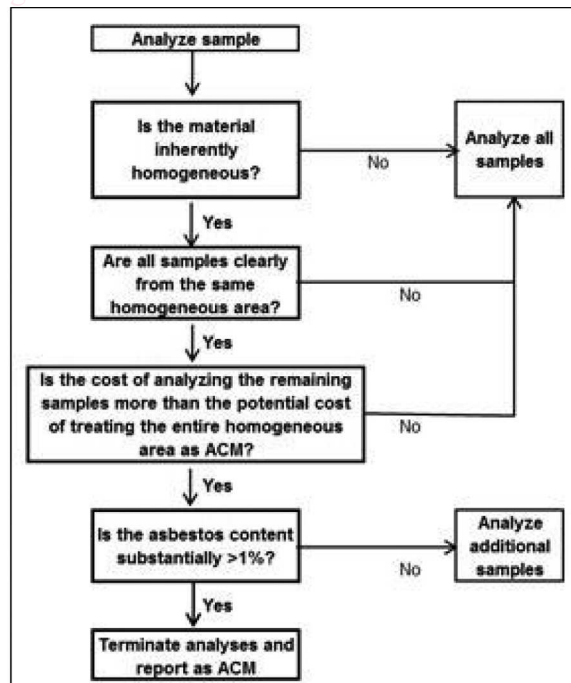 Analyze sample
Is the material
inherently
homogeneous?
No
Analyze all
samples
Yes
Are all samples clearly
from the same
homogeneous area?
No
Yes
Is the cost of analyzing the remaining
samples more than the potential cost
of treating the entire homogeneous
area as ACM?
No
Yes
Is the asbestos content
substantially >1%?
No
Analyze
additional
samples
Yes
Terminate analyses and
report as ACM